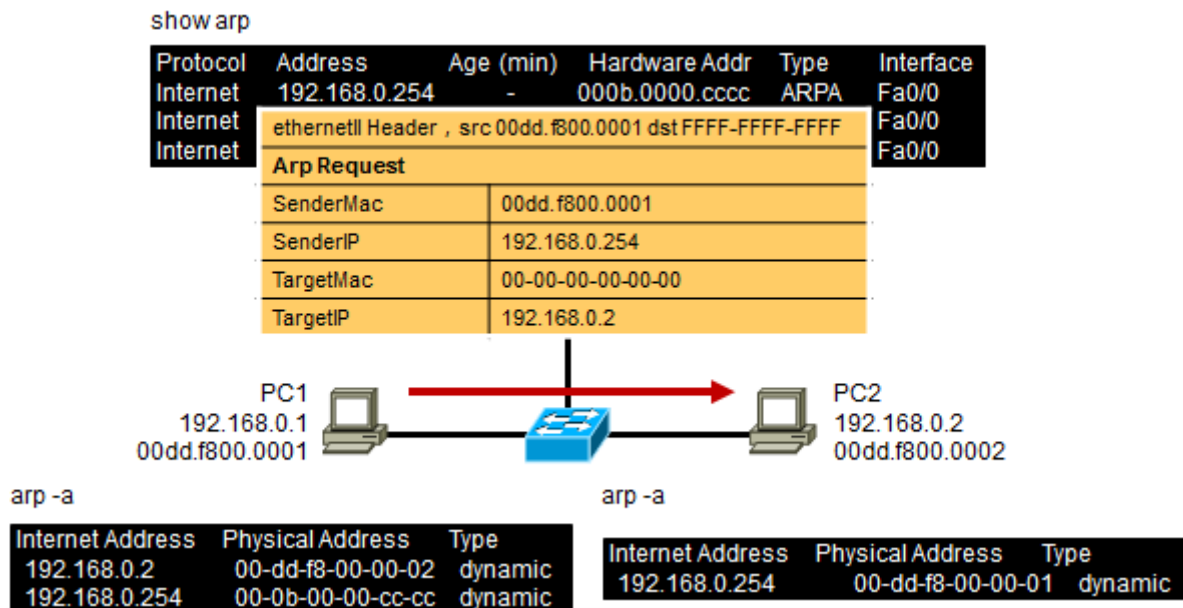 show arp
Protocol Address Age (min) Hardware Addr Type Interface
Internet 192.168.0.254 - 000b.0000.cccc ARPA Fa0/0
Internet Fa0/0
Internet Fa0/0
ethernetII Header , src 00dd.f800.0001 dst FFFF-FFFF-FFFF
Arp Request
SenderMac 00dd.f800.0001
SenderIP 192.168.0.254
TargetMac 00-00-00-00-00-00
TargetIP 192.168.0.2
PC1
192.168.0.1
00dd.f800.0001
PC2
192.168.0.2
00dd.f800.0002
arp -a
Internet Address Physical Address Type
192.168.0.2 00-dd-f8-00-00-02 dynamic
192.168.0.254 00-0b-00-00-cc-cc dynamic
arp -a
Internet Address Physical Address Type
192.168.0.254 00-dd-f8-00-00-01 dynamic